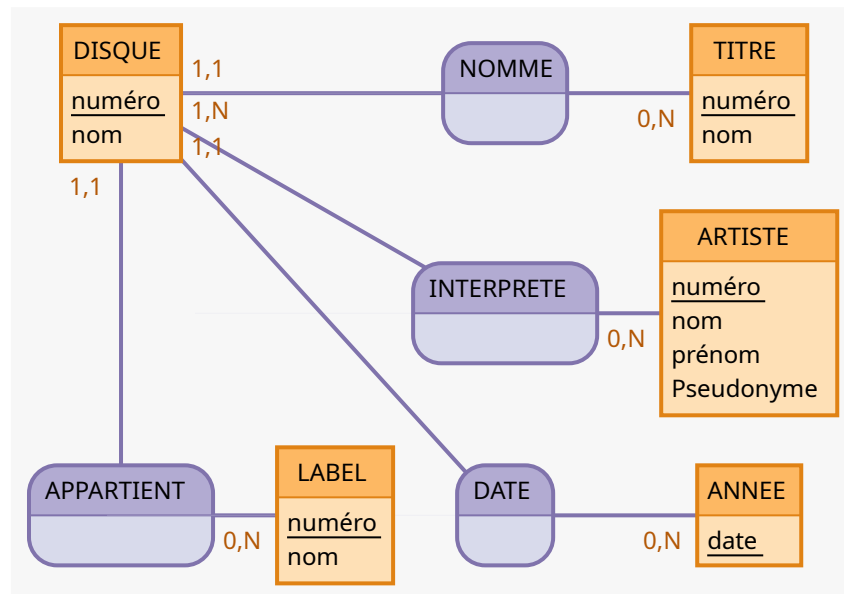 DISQUE
numéro
nom
1,1
1,N
1,1
1,1
NOMME
0,N
TITRE
numéro
nom
INTERPRETE
0,N
ARTISTE
numéro
nom
prénom
Pseudonyme
APPARTIENT
0,N
LABEL
numéro
nom
DATE
0,N
ANNEE
date